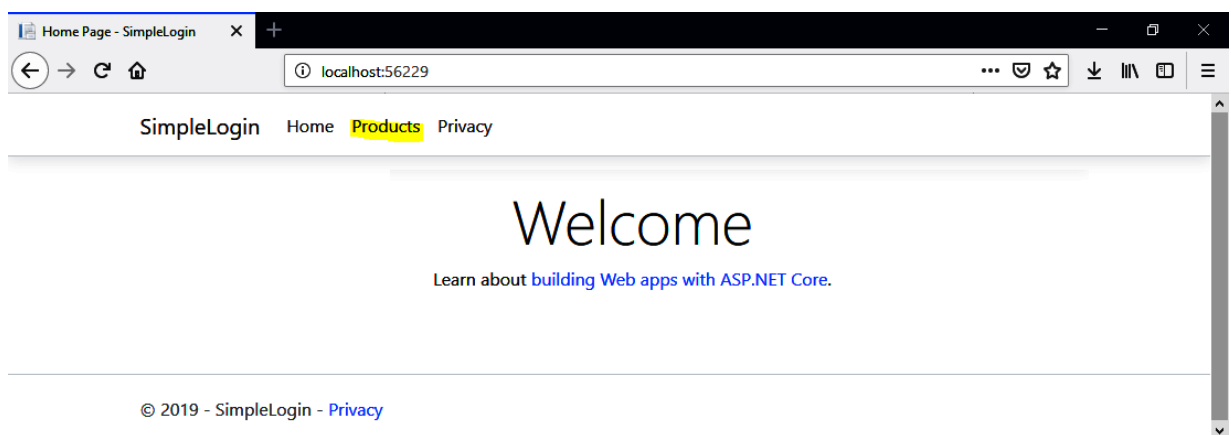 Home Page - SimpleLogin
localhost:56229
SimpleLogin Home Products Privacy
Welcome
Learn about building Web apps with ASP.NET Core.
© 2019 - SimpleLogin - Privacy